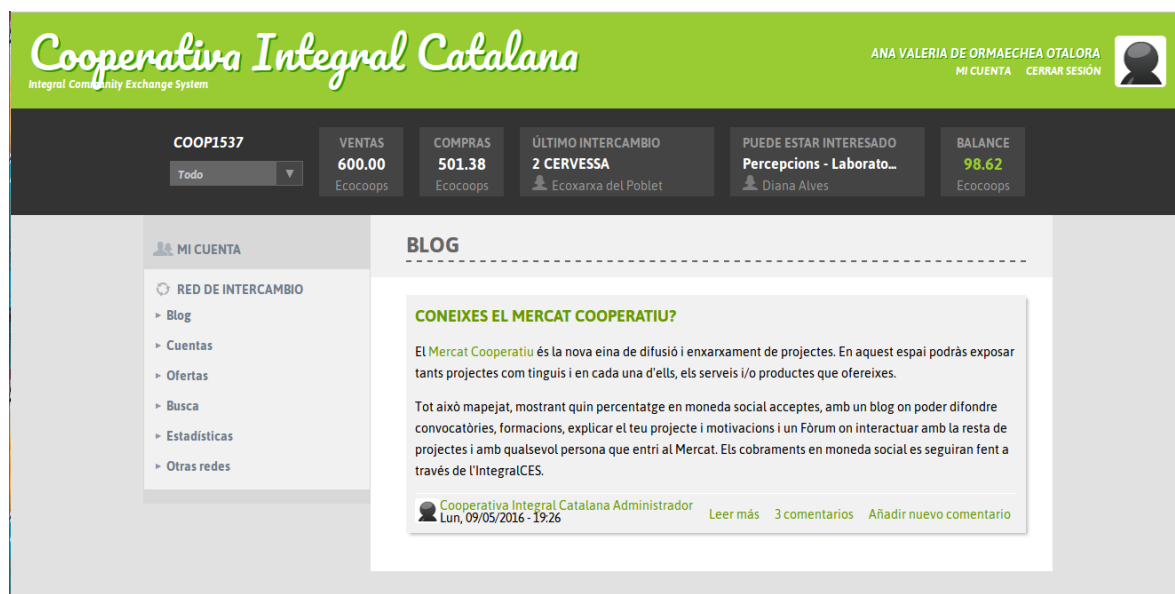 Cooperativa Integral Catalana
Integral Community Exchange System
ANA VALERIA DE ORMAECHEA OTALORA
MI CUENTA CERRAR SESIÓN
COOP1537
Todo
VENTAS
600.00
Ecocoops
COMPRAS
501.38
Ecocoops
ÚLTIMO INTERCAMBIO
2 CERVESSA
Ecoxarxa del Poblet
PUEDE ESTAR INTERESADO
Percepcions - Laborato...
Diana Alves
BALANCE
98.62
Ecocoops
MI CUENTA
RED DE INTERCAMBIO
Blog
Cuentas
Ofertas
Busca
Estadísticas
Otras redes
BLOG
CONEIXES EL MERCAT COOPERATIU?
El Mercat Cooperatiu és la nova eina de difusió i enxarxament de projectes. En aquest espai podràs exposar
tants projectes com tinguis i en cada una d'ells, els serveis i/o productes que ofereixes.
Tot això mapejat, mostrant quin percentatge en moneda social acceptes, amb un blog on poder difondre
convocatòries, formacions, explicar el teu projecte i motivacions i un Fòrum on interactuar amb la resta de
projectes i amb qualsevol persona que entri al Mercat. Els cobraments en moneda social es seguiran fent a
través de l'IntegralCES.
Cooperativa Integral Catalana Administrador
Lun, 09/05/2016 - 19:26
Leer más 3 comentarios Añadir nuevo comentario